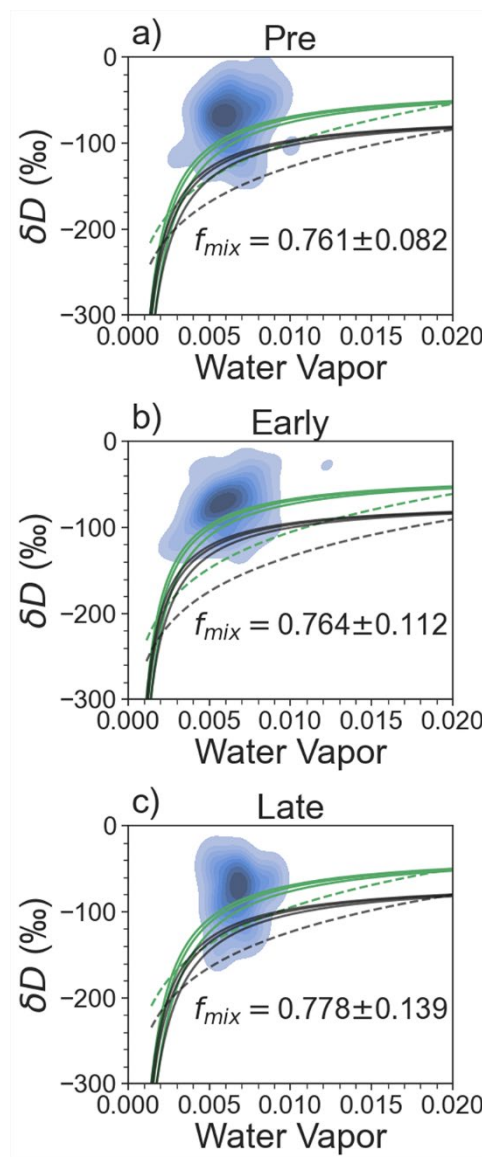 a)
Pre
0
−100
−200
−300
δD (‰)
f_mix = 0.761±0.082
0.000 0.005 0.010 0.015 0.020
Water Vapor
b)
Early
0
−100
−200
−300
δD (‰)
f_mix = 0.764±0.112
0.000 0.005 0.010 0.015 0.020
Water Vapor
c)
Late
0
−100
−200
−300
δD (‰)
f_mix = 0.778±0.139
0.000 0.005 0.010 0.015 0.020
Water Vapor